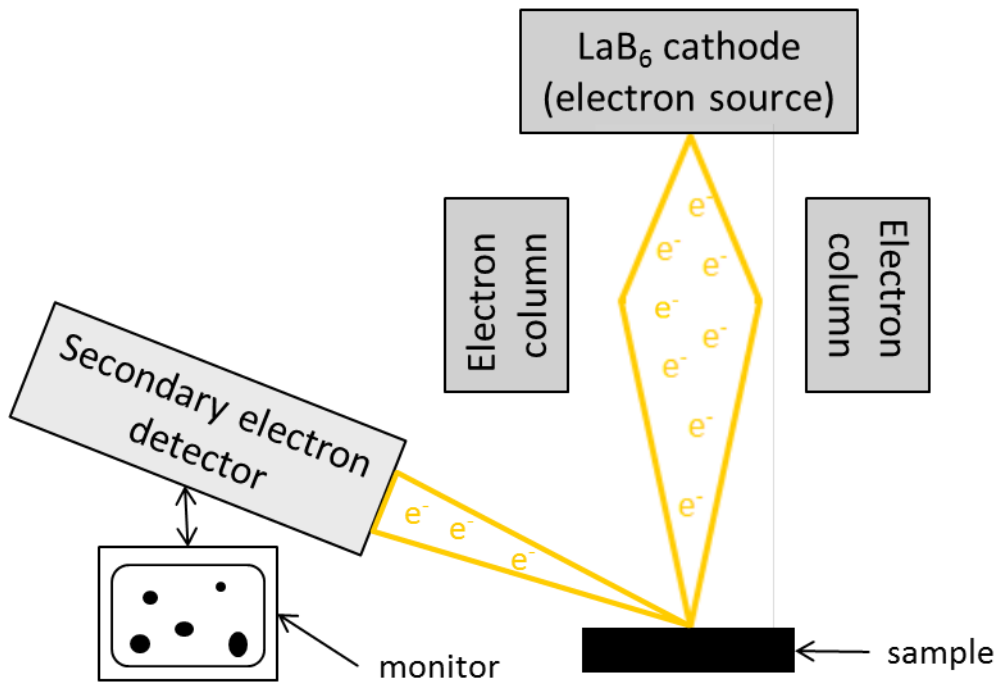 LaB₆ cathode
(electron source)
Electron
column
Electron
column
e⁻
e⁻
e⁻
e⁻
e⁻
e⁻
e⁻
e⁻
Secondary electron
detector
e⁻
e⁻
e⁻
monitor
sample